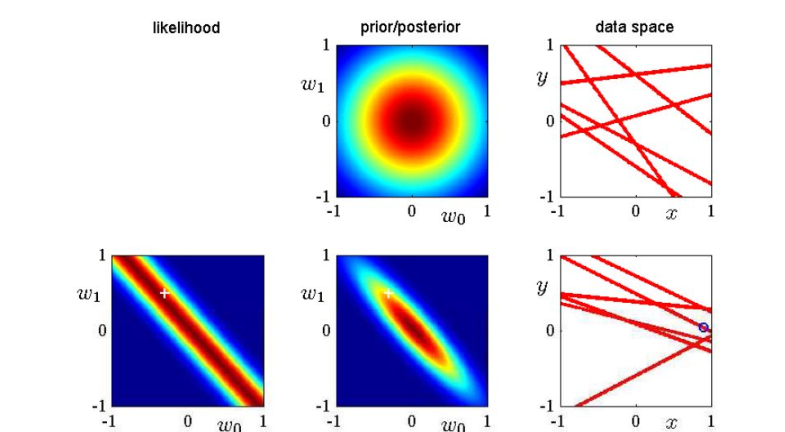 likelihood
prior/posterior
data space
1
w₁
0
-1
-1 0 w₀ 1
1
y
0
-1
-1 0 x 1
1
w₁
0
-1
-1 0 w₀ 1
1
w₁
0
-1
-1 0 w₀ 1
1
y
0
-1
-1 0 x 1